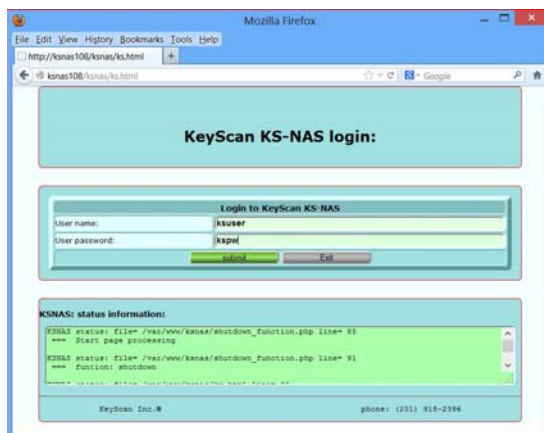 Mozilla Firefox
File Edit View History Bookmarks Tools Help
http://ksnas108/ksnas/ks.html +
ksnas108/ksnas/ks.html Google
KeyScan KS-NAS login:
Login to KeyScan KS-NAS
User name: ksuser
User password: kspw
submit Exit
KSNAS: status information:
KSNAS status: file= /var/www/ksnas/shutdown_function.php line= 85
=== Start page processing
KSNAS status: file= /var/www/ksnas/shutdown_function.php line= 91
=== funtion: shutdown
KeyScan Inc.® phone: (201) 918-2396